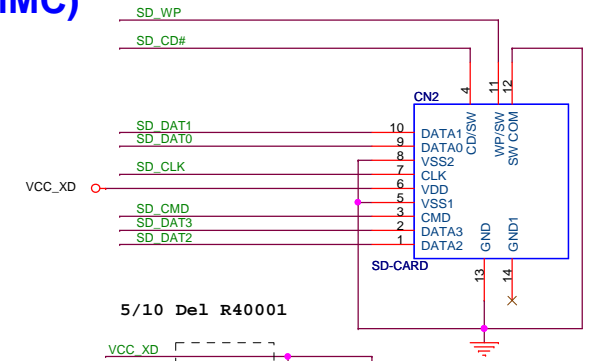 MMC)
SD_WP
SD_CD#
4
11
12
CN2
CD/SW
WP/SW
SW COM
SD_DAT1
10
DATA1
SD_DAT0
9
DATA0
8
VSS2
SD_CLK
7
CLK
VCC_XD
6
VDD
5
VSS1
SD_CMD
3
CMD
SD_DAT3
2
DATA3
SD_DAT2
1
DATA2
GND
GND1
SD-CARD
13
14
5/10 Del R40001
VCC_XD